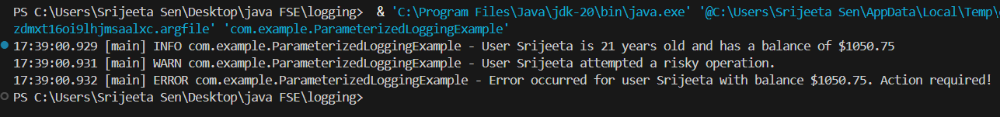 PS C:\Users\Srijeeta Sen\Desktop\java FSE\logging>  & 'C:\Program Files\Java\jdk-20\bin\java.exe' '@C:\Users\Srijeeta Sen\AppData\Local\Temp\
zdmxt16oi9lhjmsaalxc.argfile' 'com.example.ParameterizedLoggingExample'
17:39:00.929 [main] INFO com.example.ParameterizedLoggingExample - User Srijeeta is 21 years old and has a balance of $1050.75
17:39:00.931 [main] WARN com.example.ParameterizedLoggingExample - User Srijeeta attempted a risky operation.
17:39:00.932 [main] ERROR com.example.ParameterizedLoggingExample - Error occurred for user Srijeeta with balance $1050.75. Action required!
PS C:\Users\Srijeeta Sen\Desktop\java FSE\logging>